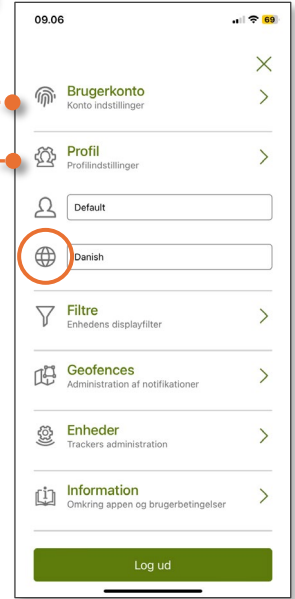 09.06
69
Brugerkonto
Konto indstillinger
Profil
Profilindstillinger
Default
Danish
Filtre
Enhedens displayfilter
Geofences
Administration af notifikationer
Enheder
Trackers administration
Information
Omkring appen og brugerbetingelser
Log ud